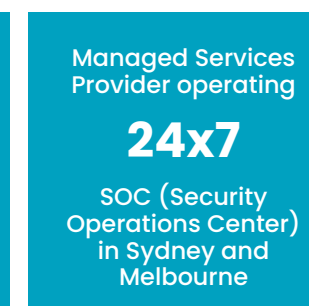 Managed Services
Provider operating
24x7
SOC (Security
Operations Center)
in Sydney and
Melbourne